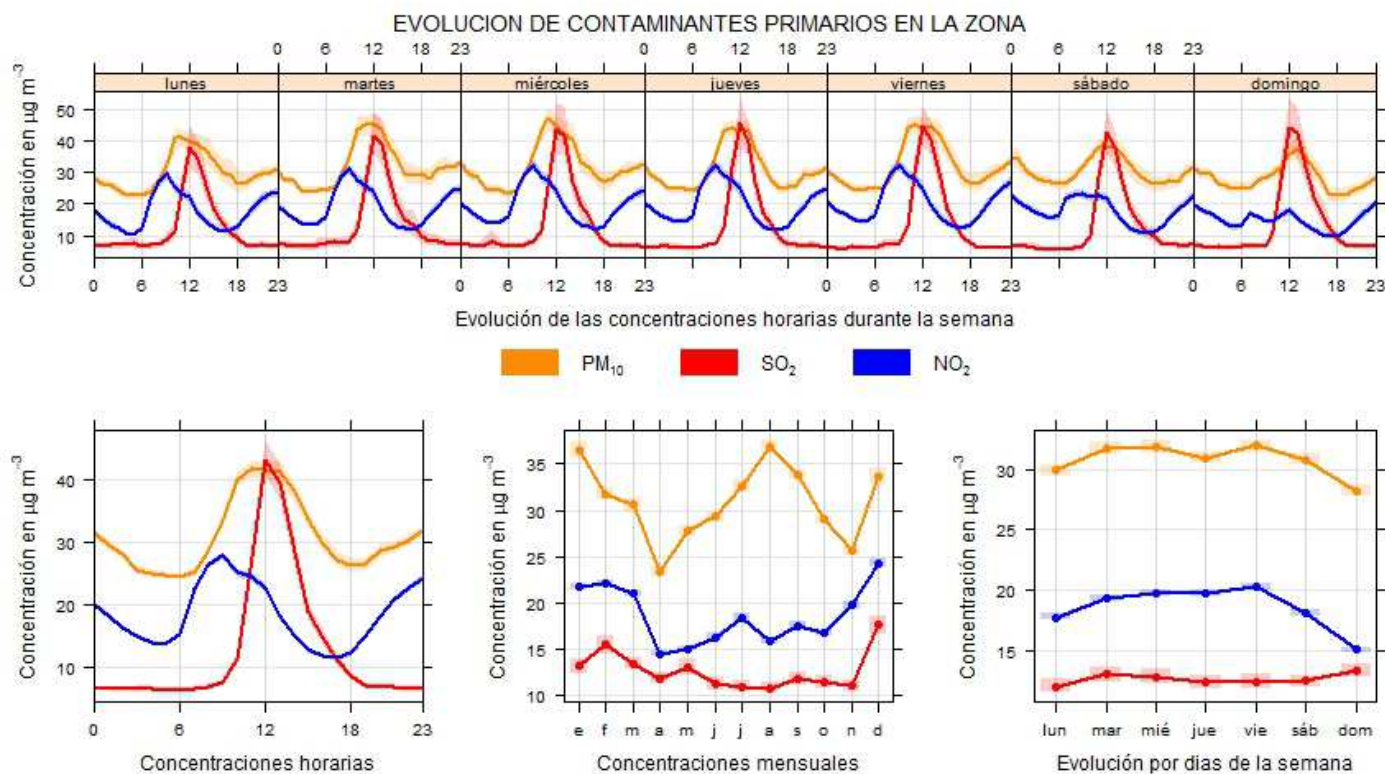 EVOLUCION DE CONTAMINANTES PRIMARIOS EN LA ZONA
0 6 12 18 23 0 6 12 18 23 0 6 12 18 23
lunes martes miércoles jueves viernes sábado domingo
Concentración en µg m⁻³
50
40
30
20
10
0 6 12 18 23 0 6 12 18 23 0 6 12 18 23 0 6 12 18 23
Evolución de las concentraciones horarias durante la semana
PM₁₀ SO₂ NO₂
Concentración en µg m⁻³
40
30
20
10
0 6 12 18 23
Concentraciones horarias
Concentración en µg m⁻³
35
30
25
20
15
10
e f m a m j j a s o n d
Concentraciones mensuales
Concentración en µg m⁻³
30
25
20
15
lun mar mié jue vie sáb dom
Evolución por dias de la semana